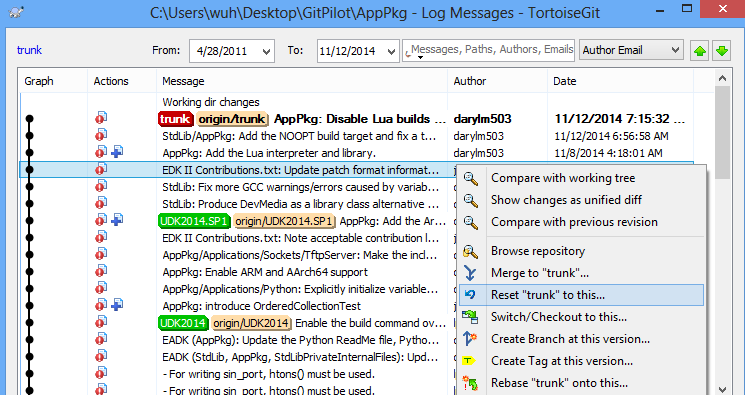 C:\Users\wuh\Desktop\GitPilot\AppPkg - Log Messages - TortoiseGit
trunk From: 4/28/2011 To: 11/12/2014 Messages, Paths, Authors, Emails Author Email
Graph Actions Message Author Date
Working dir changes
trunk origin/trunk AppPkg: Disable Lua builds ... darylm503 11/12/2014 7:15:32 ...
StdLib/AppPkg: Add the NOOPT build target and fix a t... darylm503 11/12/2014 6:56:58 AM
AppPkg: Add the Lua interpreter and library. darylm503 11/8/2014 4:18:01 AM
EDK II Contributions.txt: Update patch format informat... j
StdLib: Fix more GCC warnings/errors caused by variab...
StdLib: Produce DevMedia as a library class alternative ...
UDK2014.SP1 origin/UDK2014.SP1 AppPkg: Add the Ar...
EDK II Contributions.txt: Note acceptable contribution l...
AppPkg/Applications/Sockets/TftpServer: Make the incl...
AppPkg: Enable ARM and AArch64 support
AppPkg/Applications/Python: Explicitly initialize variable...
AppPkg: introduce OrderedCollectionTest
UDK2014 origin/UDK2014 Enable the build command ov...
EADK (AppPkg): Update the Python ReadMe file, Pytho...
EADK (StdLib, AppPkg, StdLibPrivateInternalFiles): Updat...
- For writing sin_port, htons() must be used.
- For writing sin_port, htons() must be used.
Compare with working tree
Show changes as unified diff
Compare with previous revision
Browse repository
Merge to "trunk"...
Reset "trunk" to this...
Switch/Checkout to this...
Create Branch at this version...
Create Tag at this version...
Rebase "trunk" onto this...